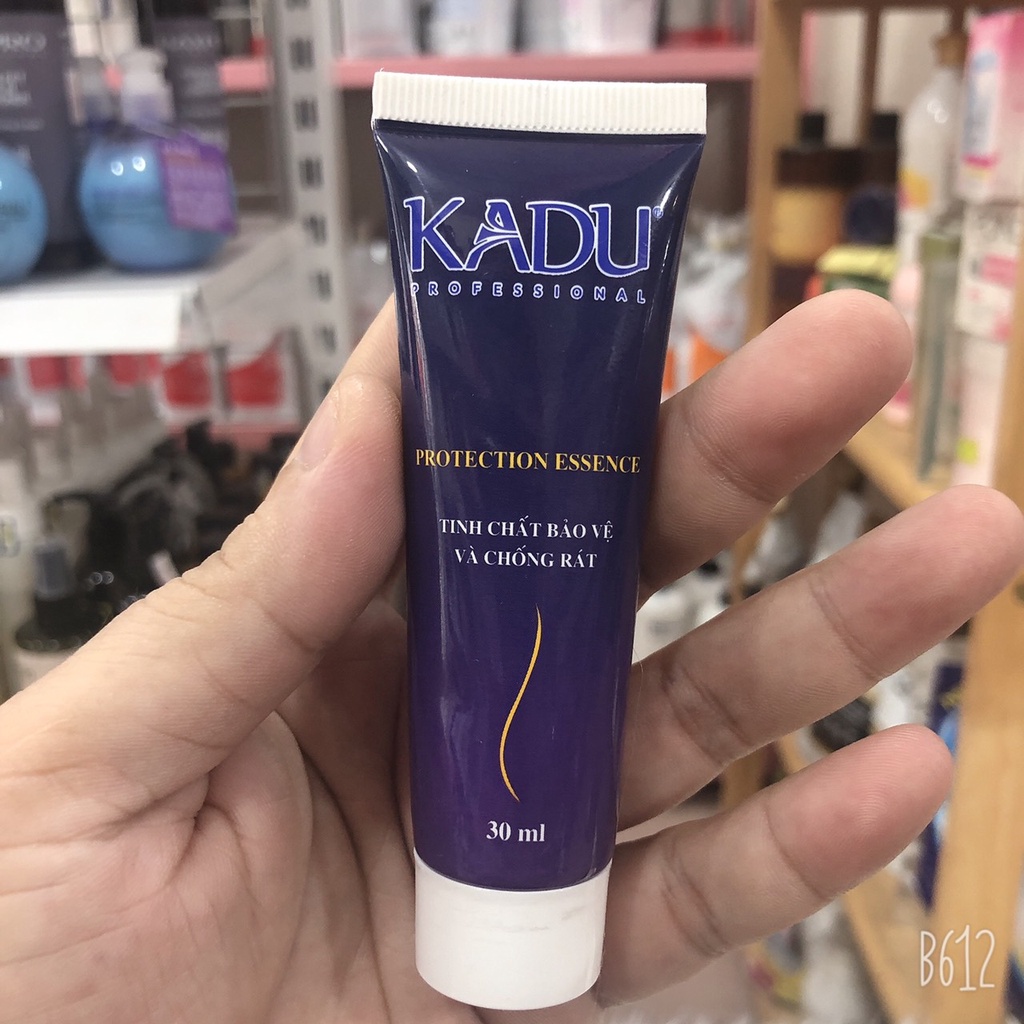 KADU
PROFESSIONAL
PROTECTION ESSENCE
TINH CHẤT BẢO VỆ
VÀ CHỐNG RÁT
30 ml
B612